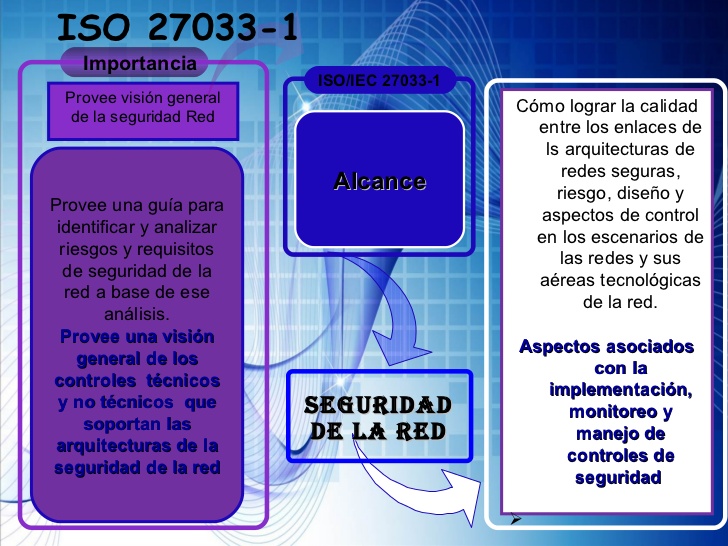 ISO 27033-1
Importancia
Provee visión general
de la seguridad Red
Provee una guía para
identificar y analizar
riesgos y requisitos
de seguridad de la
red a base de ese
análisis.
Provee una visión
general de los
controles técnicos
y no técnicos que
soportan las
arquitecturas de la
seguridad de la red
ISO/IEC 27033-1
Alcance
SEGURIDAD
DE LA RED
Cómo lograr la calidad
entre los enlaces de
ls arquitecturas de
redes seguras,
riesgo, diseño y
aspectos de control
en los escenarios de
las redes y sus
aéreas tecnológicas
de la red.
Aspectos asociados
con la
implementación,
monitoreo y
manejo de
controles de
seguridad